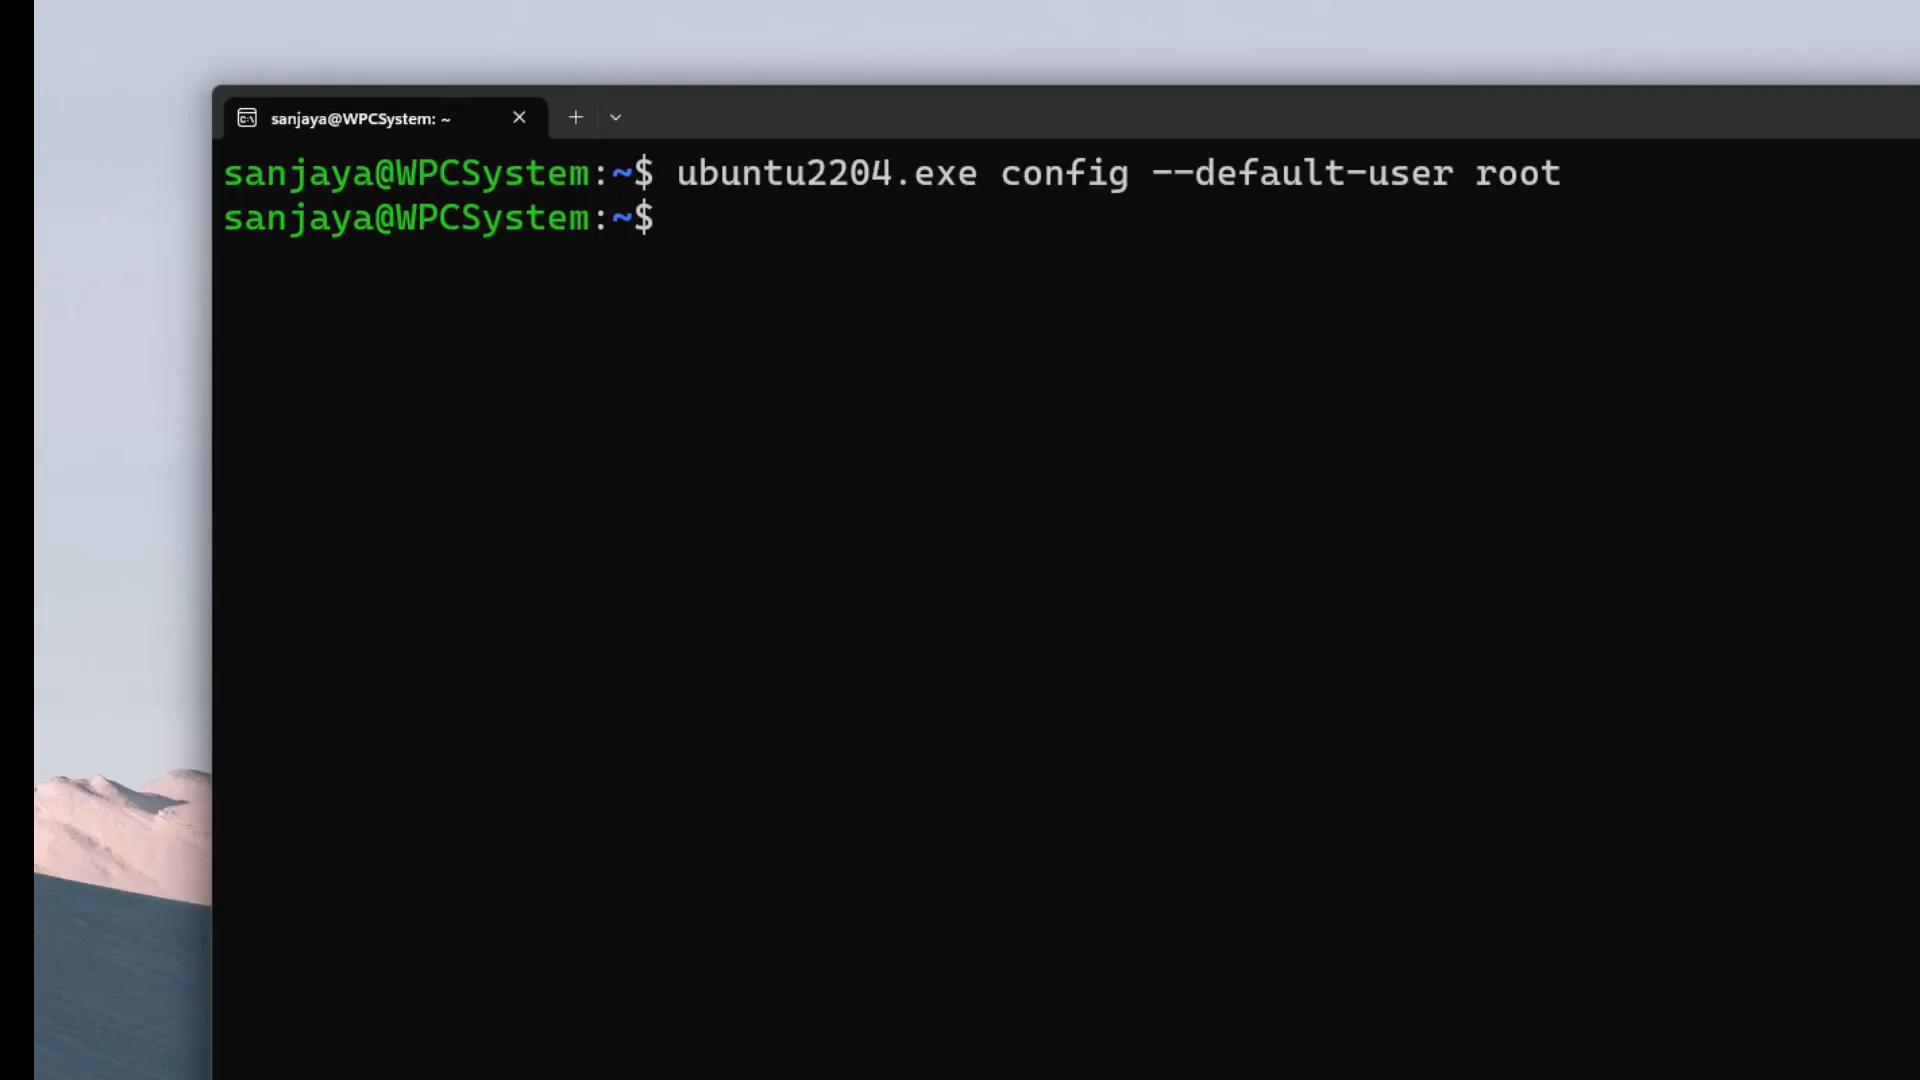 sanjaya@WPCSystem: ~
sanjaya@WPCSystem:~$ ubuntu2204.exe config --default-user root
sanjaya@WPCSystem:~$